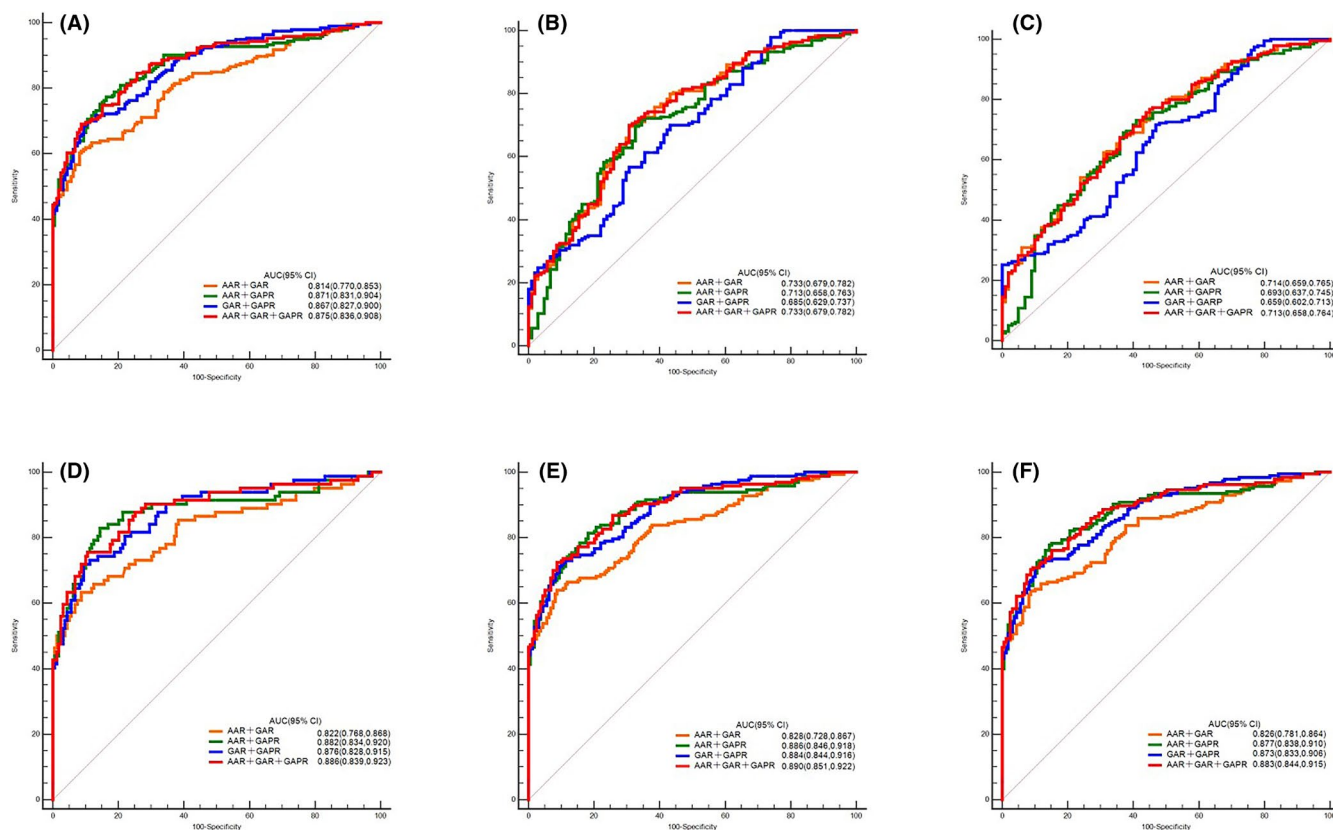 (A)
100
80
60
40
20
0
Sensitivity
AUC(95% CI)
AAR+GAR 0.814(0.770,0.853)
AAR+GAPR 0.871(0.831,0.904)
GAR+GAPR 0.867(0.827,0.900)
AAR+GAR+GAPR 0.875(0.836,0.908)
0 20 40 60 80 100
100-Specificity
(B)
100
80
60
40
20
0
Sensitivity
AUC(95% CI)
AAR+GAR 0.733(0.679,0.782)
AAR+GAPR 0.713(0.658,0.763)
GAR+GAPR 0.685(0.629,0.737)
AAR+GAR+GAPR 0.733(0.679,0.782)
0 20 40 60 80 100
100-Specificity
(C)
100
80
60
40
20
0
Sensitivity
AUC(95% CI)
AAR+GAR 0.714(0.659,0.765)
AAR+GAPR 0.693(0.637,0.745)
GAR+GARP 0.659(0.602,0.713)
AAR+GAR+GAPR 0.713(0.658,0.764)
0 20 40 60 80 100
100-Specificity
(D)
100
80
60
40
20
0
Sensitivity
AUC(95% CI)
AAR+GAR 0.822(0.768,0.868)
AAR+GAPR 0.882(0.834,0.920)
GAR+GAPR 0.876(0.828,0.915)
AAR+GAR+GAPR 0.886(0.839,0.923)
0 20 40 60 80 100
100-Specificity
(E)
100
80
60
40
20
0
Sensitivity
AUC(95% CI)
AAR+GAR 0.828(0.728,0.867)
AAR+GAPR 0.886(0.846,0.918)
GAR+GAPR 0.884(0.844,0.916)
AAR+GAR+GAPR 0.890(0.851,0.922)
0 20 40 60 80 100
100-Specificity
(F)
100
80
60
40
20
0
Sensitivity
AUC(95% CI)
AAR+GAR 0.826(0.781,0.864)
AAR+GAPR 0.877(0.838,0.910)
GAR+GAPR 0.873(0.833,0.906)
AAR+GAR+GAPR 0.883(0.844,0.915)
0 20 40 60 80 100
100-Specificity